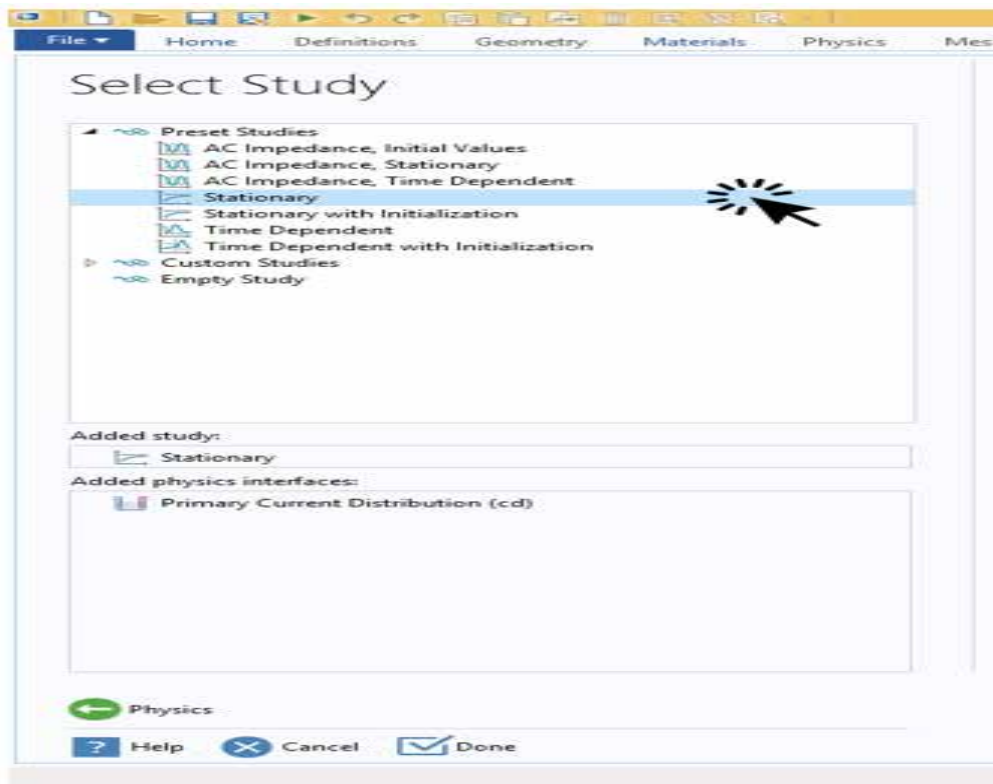 File Home Definitions Geometry Materials Physics Mes
Select Study
Preset Studies
AC Impedance, Initial Values
AC Impedance, Stationary
AC Impedance, Time Dependent
Stationary
Stationary with Initialization
Time Dependent
Time Dependent with Initialization
Custom Studies
Empty Study
Added study:
Stationary
Added physics interfaces:
Primary Current Distribution (cd)
Physics
? Help Cancel Done